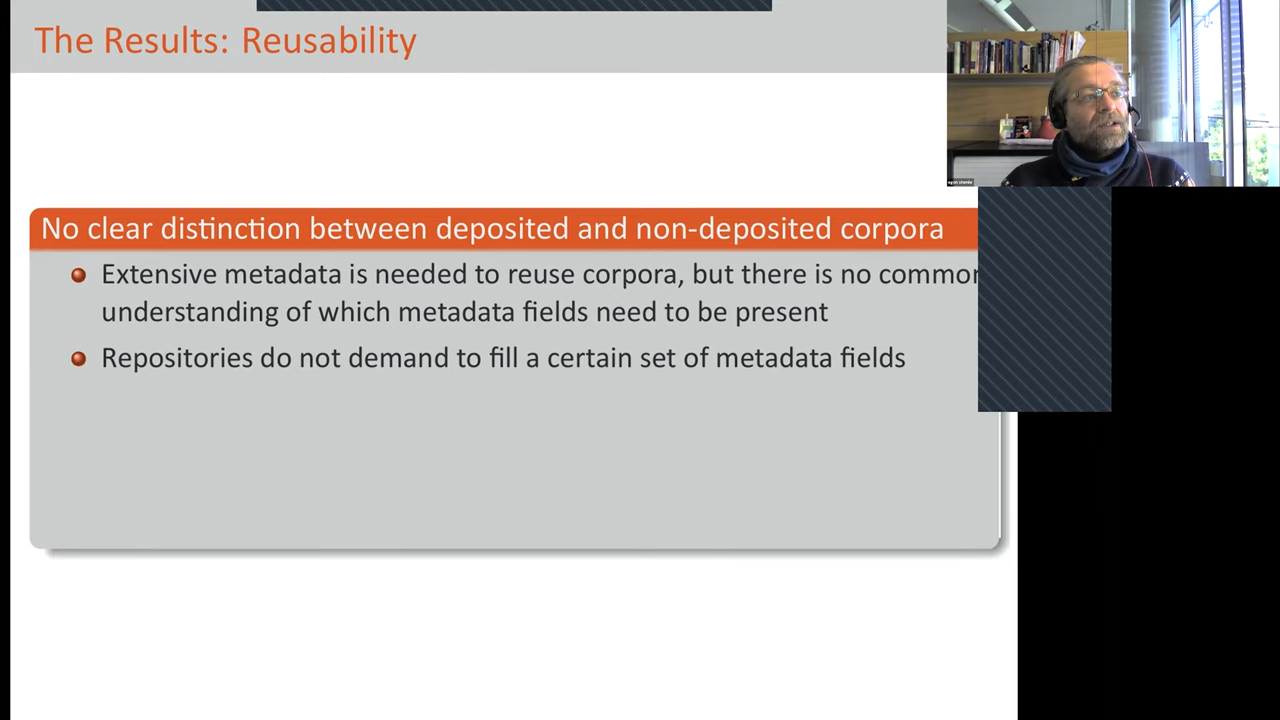 The Results: Reusability
No clear distinction between deposited and non-deposited corpora
Extensive metadata is needed to reuse corpora, but there is no common
understanding of which metadata fields need to be present
Repositories do not demand to fill a certain set of metadata fields